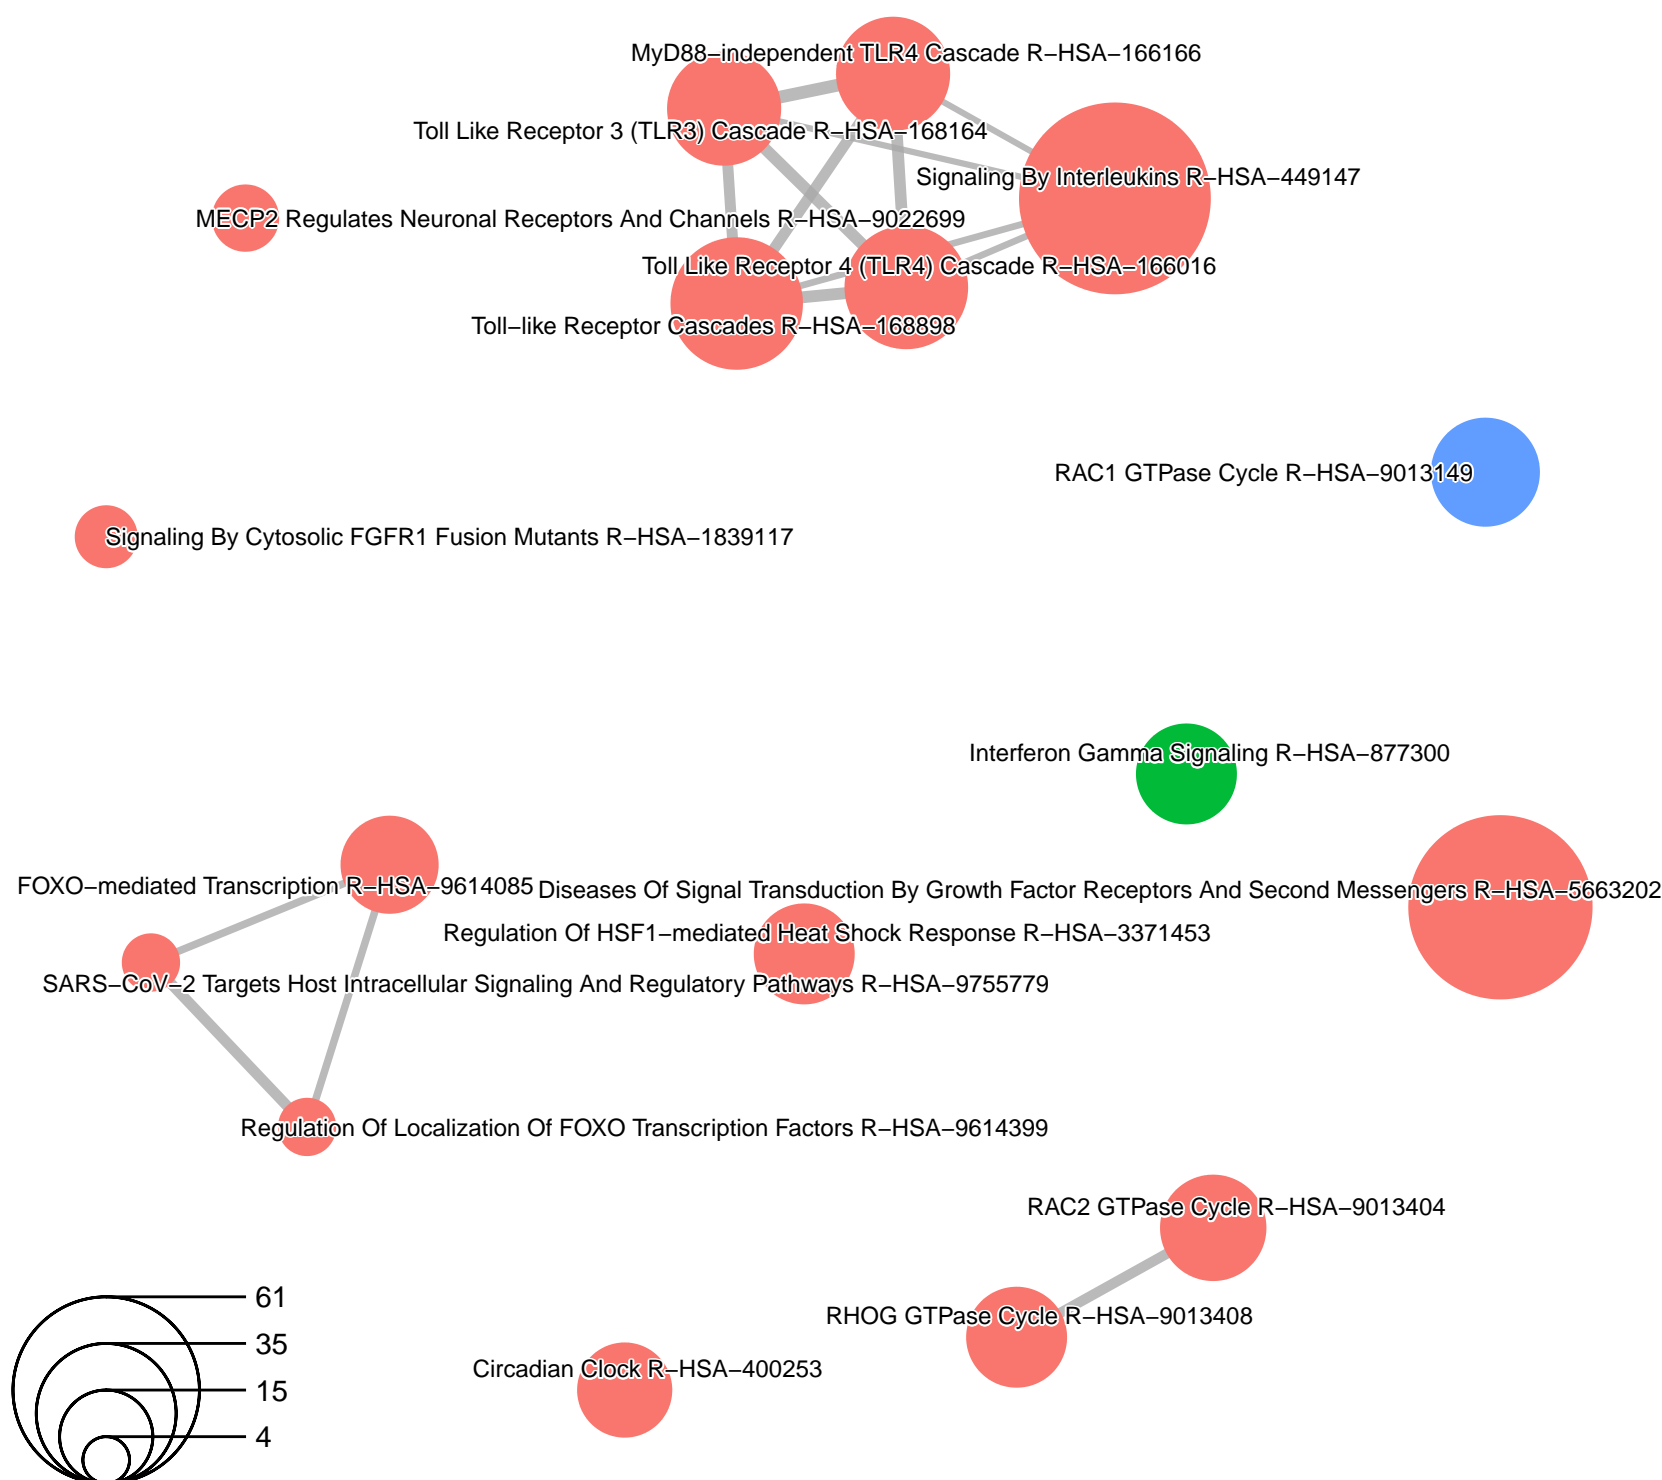 MyD88−independent TLR4 Cascade R−HSA−166166
Toll Like Receptor 3 (TLR3) Cascade R−HSA−168164
Signaling By Interleukins R−HSA−449147
MECP2 Regulates Neuronal Receptors And Channels R−HSA−9022699
Toll Like Receptor 4 (TLR4) Cascade R−HSA−166016
Toll−like Receptor Cascades R−HSA−168898
RAC1 GTPase Cycle R−HSA−9013149
Signaling By Cytosolic FGFR1 Fusion Mutants R−HSA−1839117
Interferon Gamma Signaling R−HSA−877300
FOXO−mediated Transcription R−HSA−9614085
Diseases Of Signal Transduction By Growth Factor Receptors And Second Messengers R−HSA−5663202
Regulation Of HSF1−mediated Heat Shock Response R−HSA−3371453
SARS−CoV−2 Targets Host Intracellular Signaling And Regulatory Pathways R−HSA−9755779
Regulation Of Localization Of FOXO Transcription Factors R−HSA−9614399
RAC2 GTPase Cycle R−HSA−9013404
RHOG GTPase Cycle R−HSA−9013408
Circadian Clock R−HSA−400253
61
35
15
4